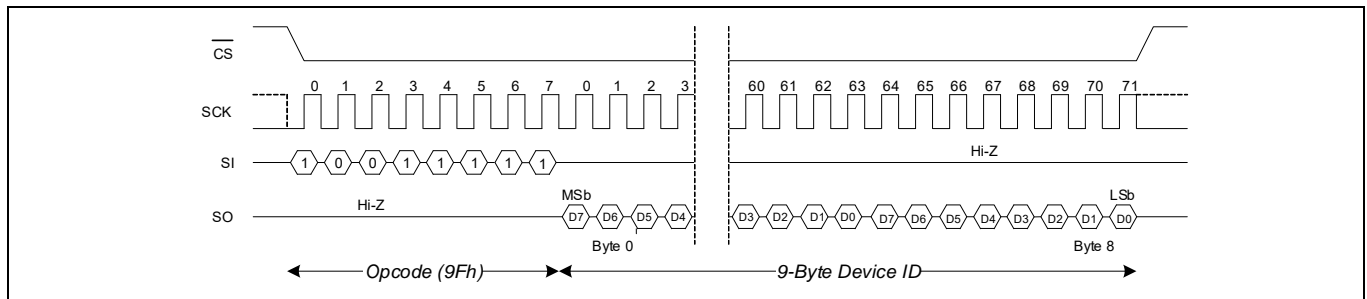 CS
0 1 2 3 4 5 6 7 0 1 2 3 60 61 62 63 64 65 66 67 68 69 70 71
SCK
Hi-Z
SI 1 0 0 1 1 1 1 1
Hi-Z MSb LSb
SO D7 D6 D5 D4 D3 D2 D1 D0 D7 D6 D5 D4 D3 D2 D1 D0
Byte 0 Byte 8
Opcode (9Fh) 9-Byte Device ID